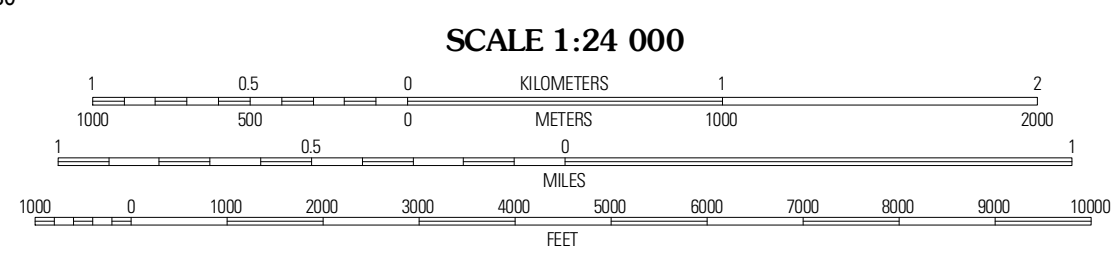 SCALE 1:24 000
1 0.5 0 KILOMETERS 1 2
1000 500 0 METERS 1000 2000
1 0.5 0 1
MILES
1000 0 1000 2000 3000 4000 5000 6000 7000 8000 9000 10000
FEET